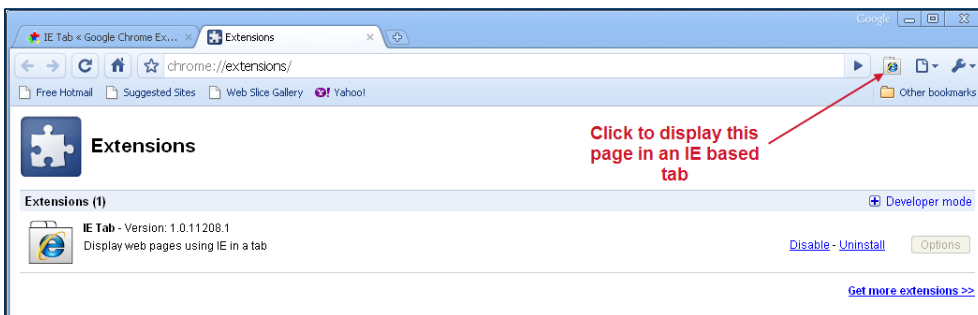 Google
IE Tab « Google Chrome Ex...
Extensions
chrome://extensions/
Free Hotmail
Suggested Sites
Web Slice Gallery
Yahoo!
Other bookmarks
Click to display this
page in an IE based
tab
Extensions
Extensions (1)
Developer mode
IE Tab - Version: 1.0.11208.1
Display web pages using IE in a tab
Disable - Uninstall
Options
Get more extensions >>